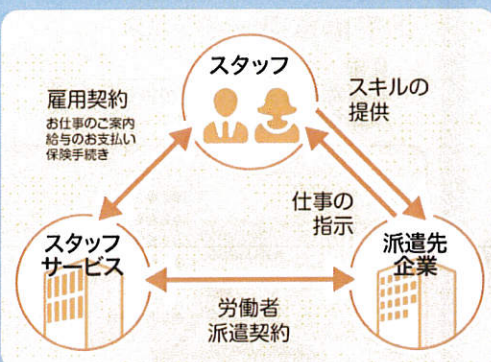 スタッフ
雇用契約
お仕事のご案内
給与のお支払い
保険手続き
スキルの
提供
仕事の
指示
スタッフ
サービス
派遣先
企業
労働者
派遣契約